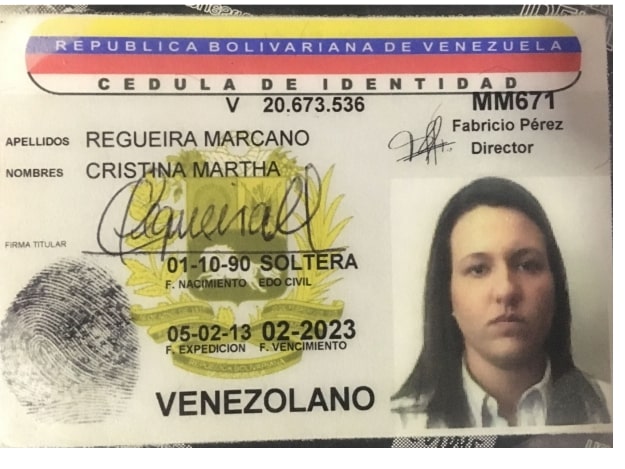 REPUBLICA BOLIVARIANA DE VENEZUELA
CEDULA DE IDENTIDAD
V 20.673.536
MM671
Fabricio Pérez
Director
APELLIDOS REGUEIRA MARCANO
NOMBRES CRISTINA MARTHA
FIRMA TITULAR
01-10-90 SOLTERA
F. NACIMIENTO EDO CIVIL
05-02-13 02-2023
F. EXPEDICION F. VENCIMIENTO
VENEZOLANO